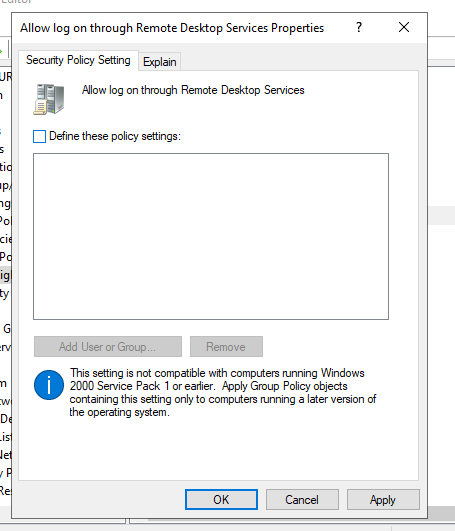 Editor
Allow log on through Remote Desktop Services Properties
?
Security Policy Setting
Explain
Allow log on through Remote Desktop Services
Define these policy settings:
Add User or Group...
Remove
This setting is not compatible with computers running Windows
2000 Service Pack 1 or earlier.  Apply Group Policy objects
containing this setting only to computers running a later version of
the operating system.
OK
Cancel
Apply